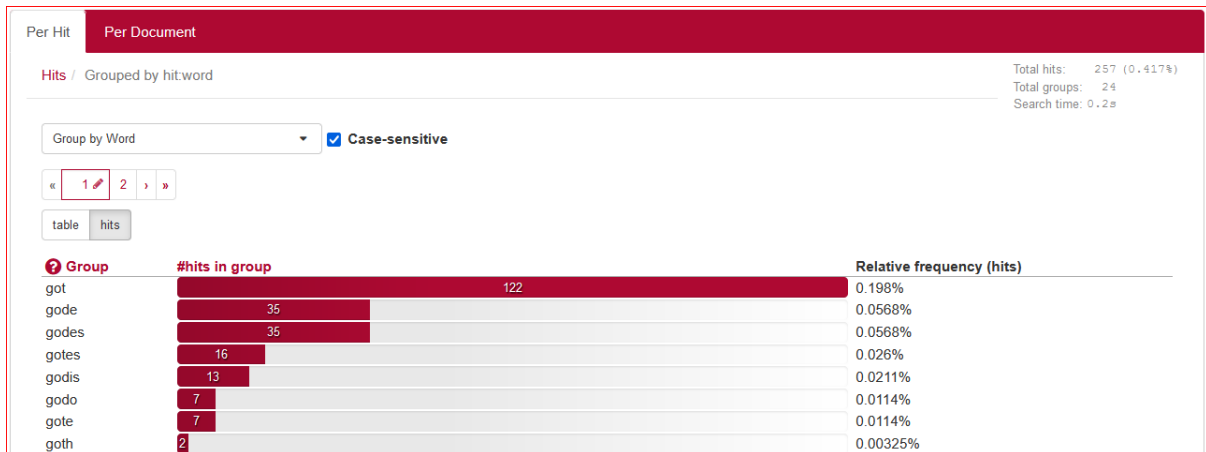 Per Hit Per Document
Hits / Grouped by hit:word
Total hits: 257 (0.417%)
Total groups: 24
Search time: 0.2s
Group by Word Case-sensitive
« 1 2 › »
table hits
? Group #hits in group Relative frequency (hits)
got 122 0.198%
gode 35 0.0568%
godes 35 0.0568%
gotes 16 0.026%
godis 13 0.0211%
godo 7 0.0114%
gote 7 0.0114%
goth 2 0.00325%